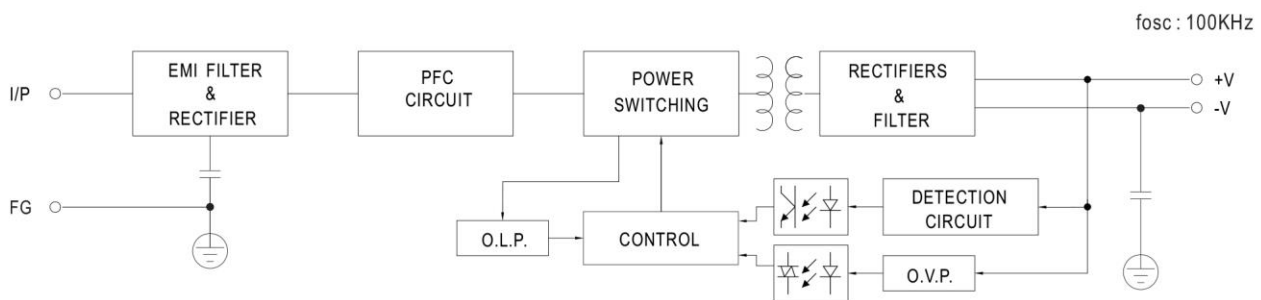 fosc : 100KHz
I/P
EMI FILTER
&
RECTIFIER
PFC
CIRCUIT
POWER
SWITCHING
RECTIFIERS
&
FILTER
+V
-V
FG
O.L.P.
CONTROL
DETECTION
CIRCUIT
O.V.P.